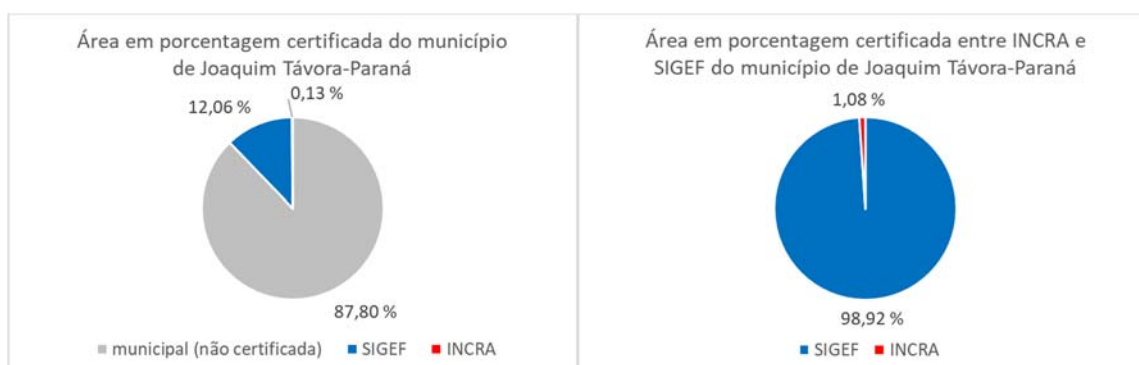 Área em porcentagem certificada do município
de Joaquim Távora-Paraná
0,13 %
12,06 %
87,80 %
municipal (não certificada) SIGEF INCRA
Área em porcentagem certificada entre INCRA e
SIGEF do município de Joaquim Távora-Paraná
1,08 %
98,92 %
SIGEF INCRA